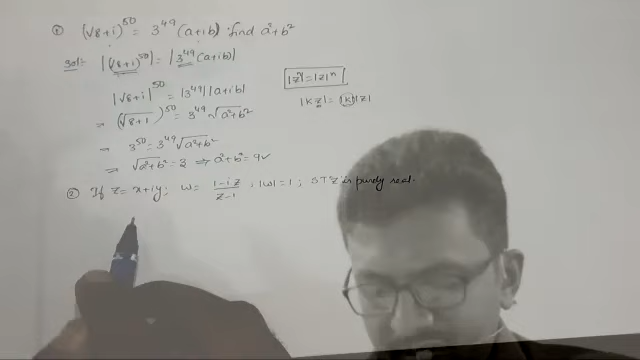 ① (√8+i)^50 = 3^49 (a+ib) find a²+b²
Sol: |(√8+i)^50| = |3^49 (a+ib)|
|√8+i|^50 = |3^49| |a+ib|
|z^n| = |z|^n
|Kz| = |K||z|
⇒ (√8+1)^50 = 3^49 √a²+b²
⇒ 3^50 = 3^49 √a²+b²
⇒ √a²+b² = 3 ⇒ a²+b² = 9
② If z = x+iy; w = (1-iz)/(z-i) ; |w| = 1 ; ST z is purely real.